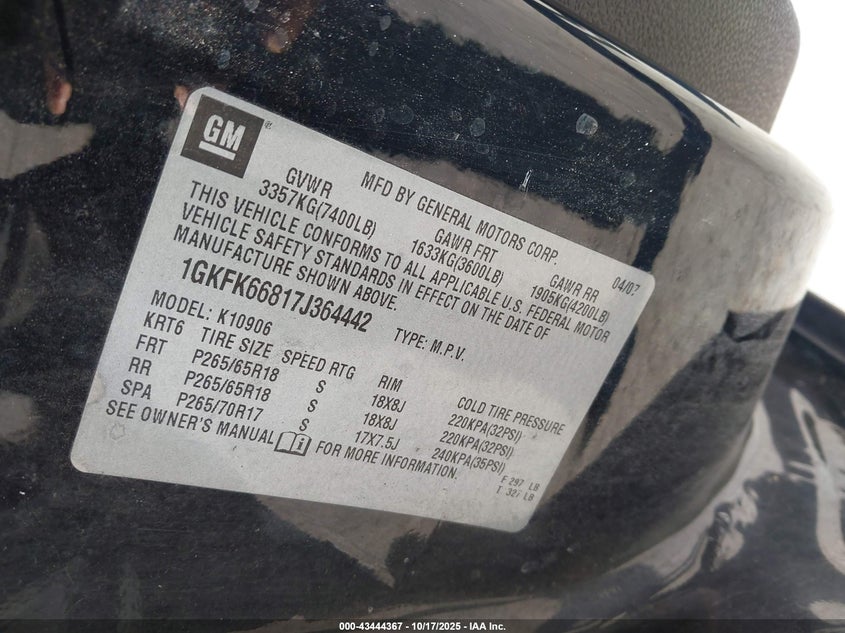 GM
MFD BY GENERAL MOTORS CORP. 04/07
GVWR GAWR FRT GAWR RR
3357KG(7400LB) 1633KG(3600LB) 1905KG(4200LB)
THIS VEHICLE CONFORMS TO ALL APPLICABLE U.S. FEDERAL MOTOR
VEHICLE SAFETY STANDARDS IN EFFECT ON THE DATE OF
MANUFACTURE SHOWN ABOVE.
1GKFK66817J364442 TYPE: M.P.V.
MODEL: K10906
KRT6 TIRE SIZE SPEED RTG RIM COLD TIRE PRESSURE
FRT P265/65R18 S 18X8J 220KPA(32PSI)
RR P265/65R18 S 18X8J 220KPA(32PSI)
SPA P265/70R17 S 17X7.5J 240KPA(35PSI)
SEE OWNER'S MANUAL FOR MORE INFORMATION.
F 297 LB
T 327 LB
000-43444367 - 10/17/2025 - IAA Inc.